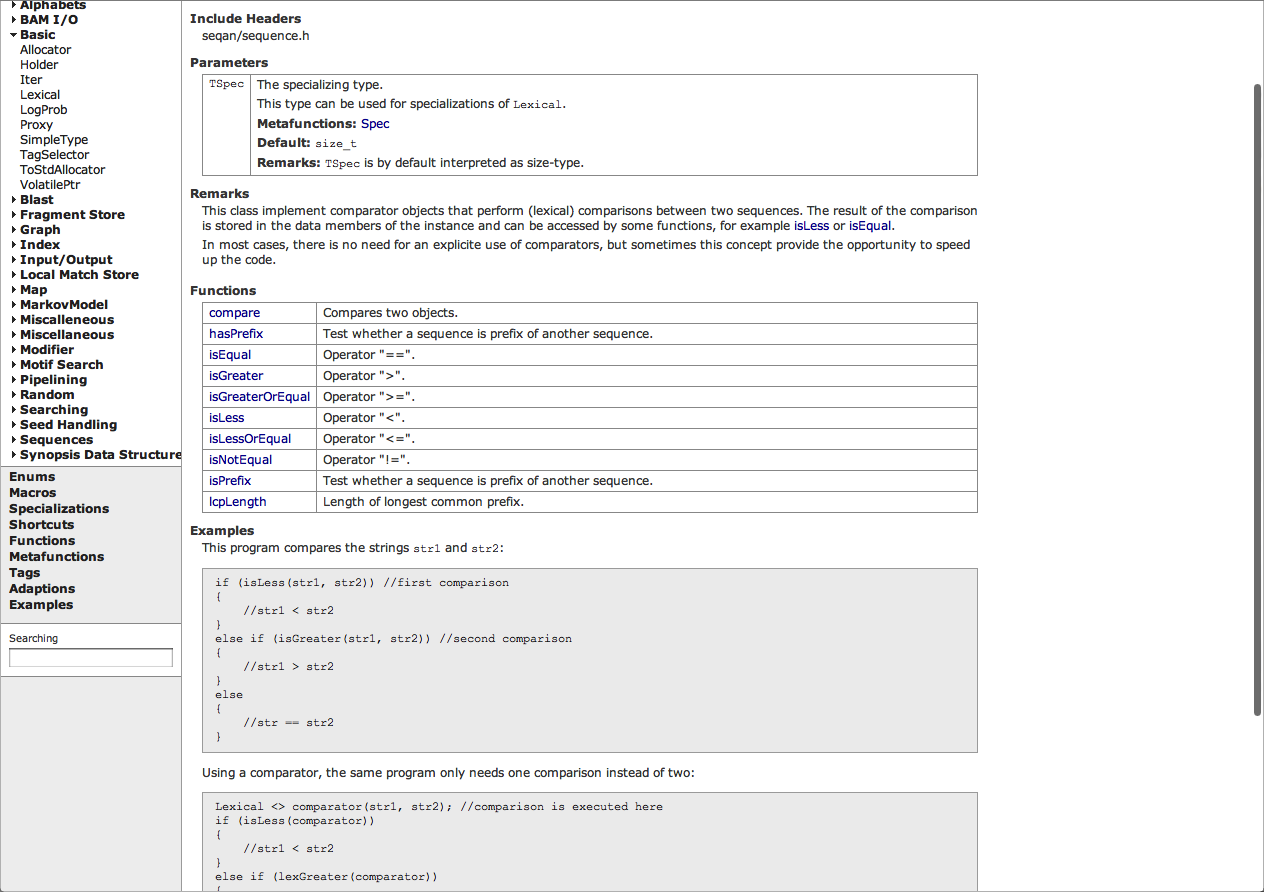 Alphabets
BAM I/O
Basic
Allocator
Holder
Iter
Lexical
LogProb
Proxy
SimpleType
TagSelector
ToStdAllocator
VolatilePtr
Blast
Fragment Store
Graph
Index
Input/Output
Local Match Store
Map
MarkovModel
Miscalleneous
Miscellaneous
Modifier
Motif Search
Pipelining
Random
Searching
Seed Handling
Sequences
Synopsis Data Structure
Enums
Macros
Specializations
Shortcuts
Functions
Metafunctions
Tags
Adaptions
Examples
Searching
Include Headers
seqan/sequence.h
Parameters
TSpec
The specializing type.
This type can be used for specializations of Lexical.
Metafunctions: Spec
Default: size_t
Remarks: TSpec is by default interpreted as size-type.
Remarks
This class implement comparator objects that perform (lexical) comparisons between two sequences. The result of the comparison
is stored in the data members of the instance and can be accessed by some functions, for example isLess or isEqual.
In most cases, there is no need for an explicite use of comparators, but sometimes this concept provide the opportunity to speed
up the code.
Functions
compare Compares two objects.
hasPrefix Test whether a sequence is prefix of another sequence.
isEqual Operator "==".
isGreater Operator ">".
isGreaterOrEqual Operator ">=".
isLess Operator "<".
isLessOrEqual Operator "<=".
isNotEqual Operator "!=".
isPrefix Test whether a sequence is prefix of another sequence.
lcpLength Length of longest common prefix.
Examples
This program compares the strings str1 and str2:
if (isLess(str1, str2)) //first comparison
{
//str1 < str2
}
else if (isGreater(str1, str2)) //second comparison
{
//str1 > str2
}
else
{
//str == str2
}
Using a comparator, the same program only needs one comparison instead of two:
Lexical <> comparator(str1, str2); //comparison is executed here
if (isLess(comparator))
{
//str1 < str2
}
else if (lexGreater(comparator))
{